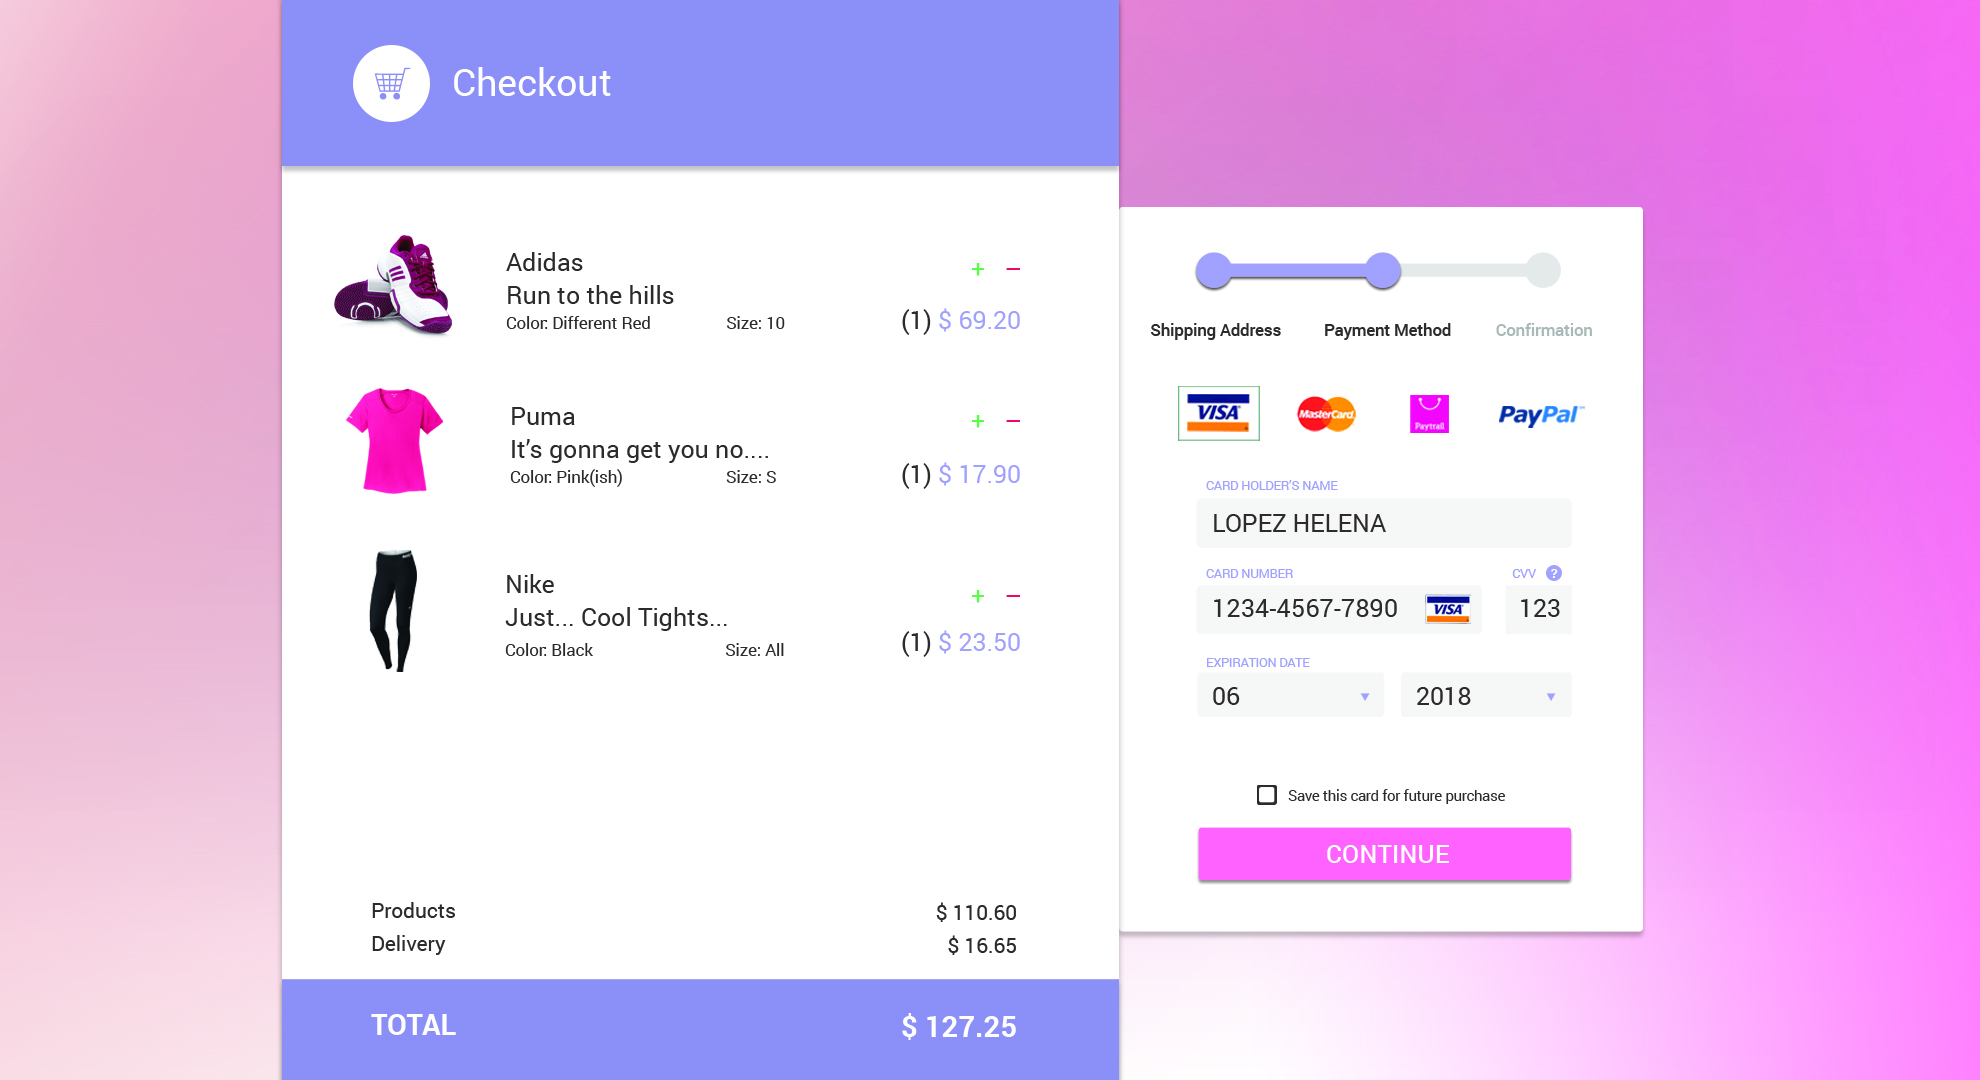 Checkout
Adidas
Run to the hills
Color: Different Red Size: 10
+ −
(1) $ 69.20
Puma
It’s gonna get you no....
Color: Pink(ish) Size: S
+ −
(1) $ 17.90
Nike
Just... Cool Tights...
Color: Black Size: All
+ −
(1) $ 23.50
Products $ 110.60
Delivery $ 16.65
TOTAL $ 127.25
Shipping Address Payment Method Confirmation
VISA MasterCard Paytrail PayPal™
CARD HOLDER’S NAME
LOPEZ HELENA
CARD NUMBER CVV ?
1234-4567-7890 VISA 123
EXPIRATION DATE
06 2018
Save this card for future purchase
CONTINUE